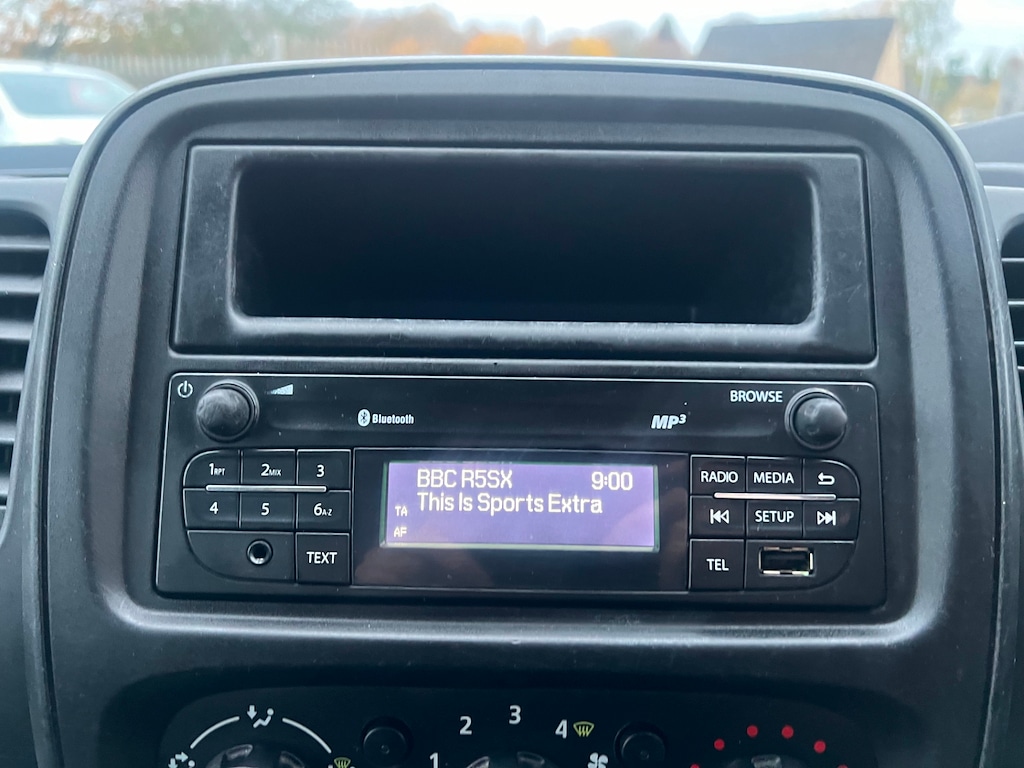 BROWSE
Bluetooth
MP3
1RPT 2MIX 3
4 5 6A-Z
TEXT
BBC R5SX 9:00
This Is Sports Extra
TA
AF
RADIO MEDIA
SETUP
TEL
1 2 3 4